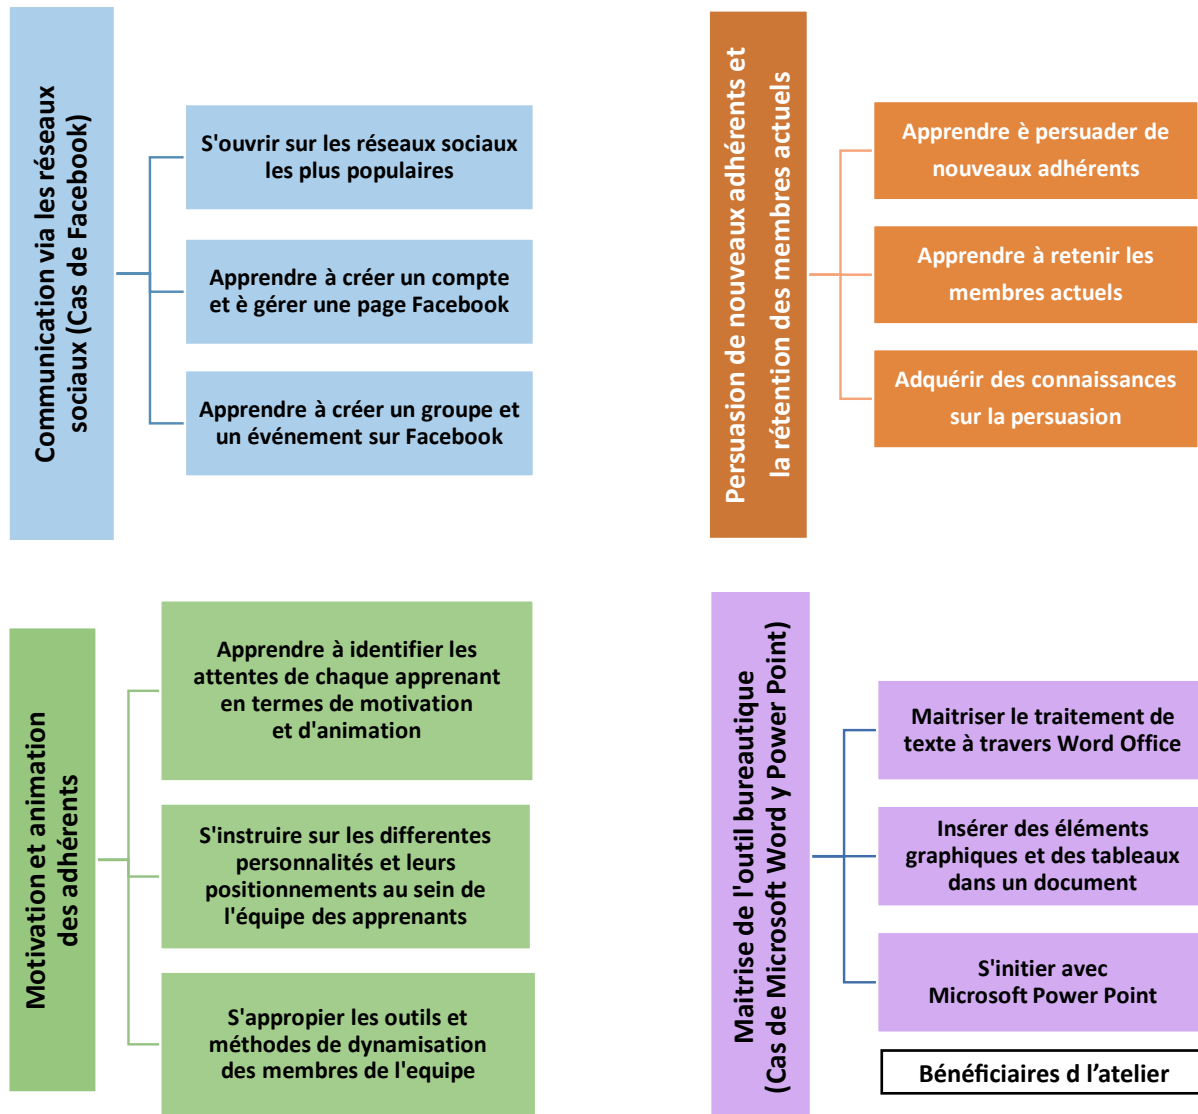 Communication via les réseaux
sociaux (Cas de Facebook)
S'ouvrir sur les réseaux sociaux
les plus populaires
Apprendre à créer un compte
et è gérer une page Facebook
Apprendre à créer un groupe et
un événement sur Facebook
Persuasion de nouveaux adhérents et
la rétention des membres actuels
Apprendre è persuader de
nouveaux adhérents
Apprendre à retenir les
membres actuels
Adquérir des connaissances
sur la persuasion
Motivation et animation
des adhérents
Apprendre à identifier les
attentes de chaque apprenant
en termes de motivation
et d'animation
S'instruire sur les differentes
personnalités et leurs
positionnements au sein de
l'équipe des apprenants
S'appropier les outils et
méthodes de dynamisation
des membres de l'equipe
Maitrise de l'outil bureautique
(Cas de Microsoft Word y Power Point)
Maitriser le traitement de
texte à travers Word Office
Insérer des éléments
graphiques et des tableaux
dans un document
S'initier avec
Microsoft Power Point
Bénéficiaires d l’atelier